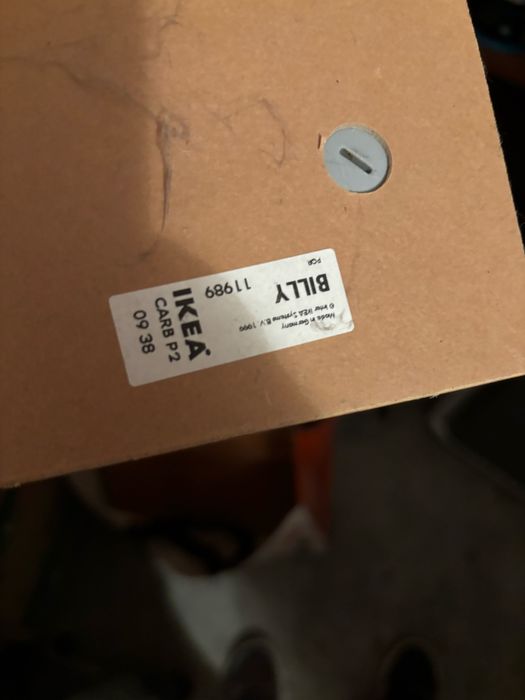 BILLY
FOR
11989
Made in Germany
© Inter IKEA Systems B.V. 1999
IKEA®
CARB P2
09 38